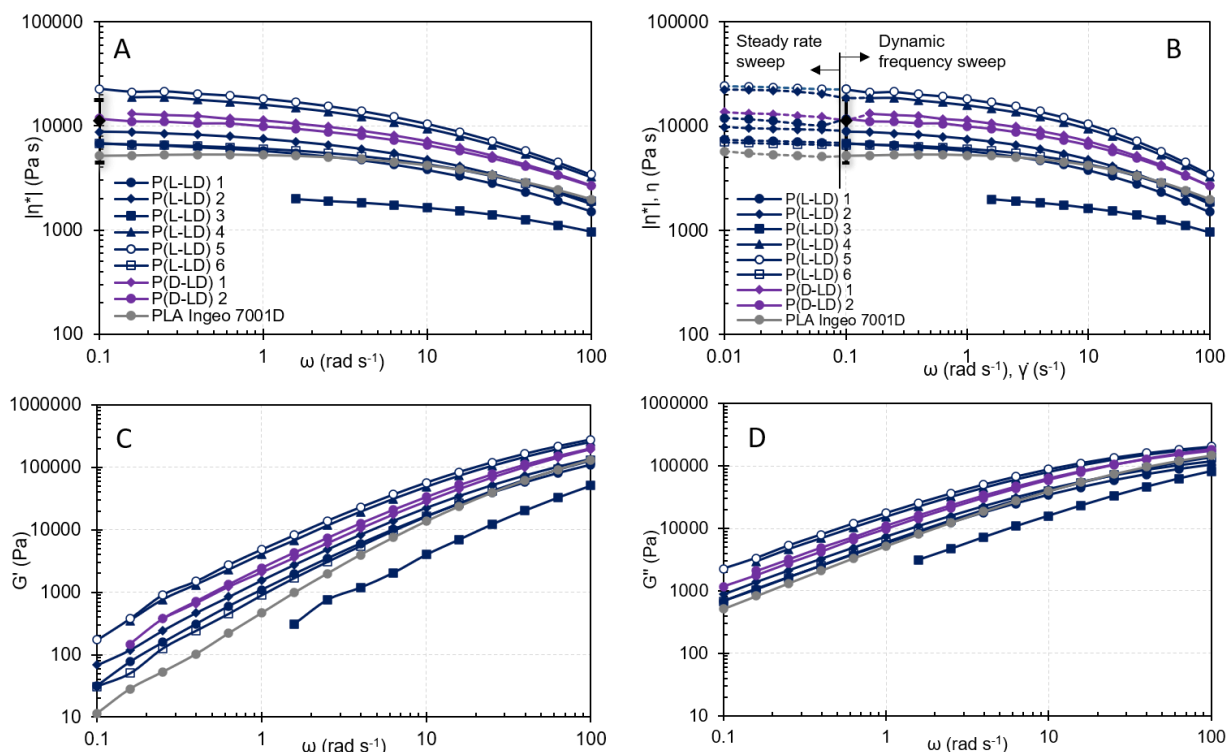 A
100000
10000
1000
100
|η*| (Pa s)
P(L-LD) 1
P(L-LD) 2
P(L-LD) 3
P(L-LD) 4
P(L-LD) 5
P(L-LD) 6
P(D-LD) 1
P(D-LD) 2
PLA Ingeo 7001D
0.1 1 10 100
ω (rad s⁻¹)
B
Steady rate
sweep
Dynamic
frequency sweep
100000
10000
1000
100
|η*|, η (Pa s)
P(L-LD) 1
P(L-LD) 2
P(L-LD) 3
P(L-LD) 4
P(L-LD) 5
P(L-LD) 6
P(D-LD) 1
P(D-LD) 2
PLA Ingeo 7001D
0.01 0.1 1 10 100
ω (rad s⁻¹), γ̇ (s⁻¹)
C
1000000
100000
10000
1000
100
10
G' (Pa)
0.1 1 10 100
ω (rad s⁻¹)
D
1000000
100000
10000
1000
100
10
G'' (Pa)
0.1 1 10 100
ω (rad s⁻¹)